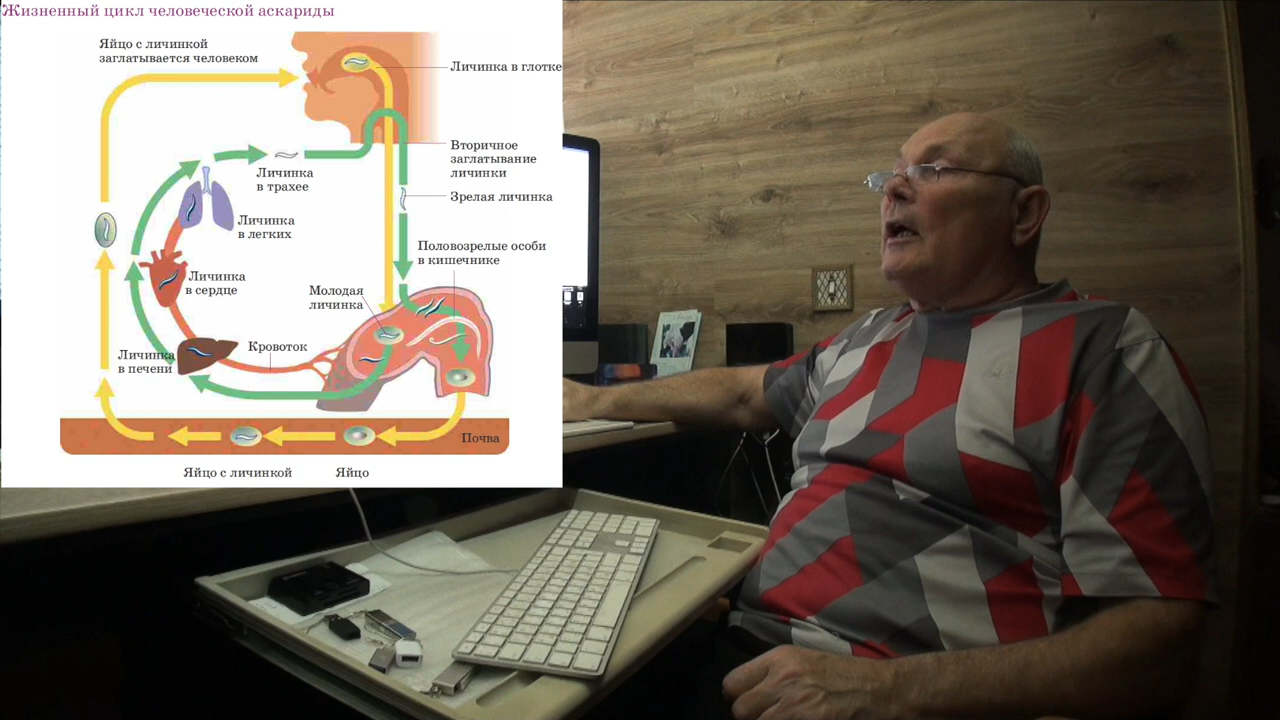 Жизненный цикл человеческой аскариды
Яйцо с личинкой
заглатывается человеком
Личинка в глотке
Вторичное
заглатывание
личинки
Личинка
в трахее
Зрелая личинка
Личинка
в легких
Половозрелые особи
в кишечнике
Личинка
в сердце
Молодая
личинка
Кровоток
Личинка
в печени
Почва
Яйцо с личинкой
Яйцо